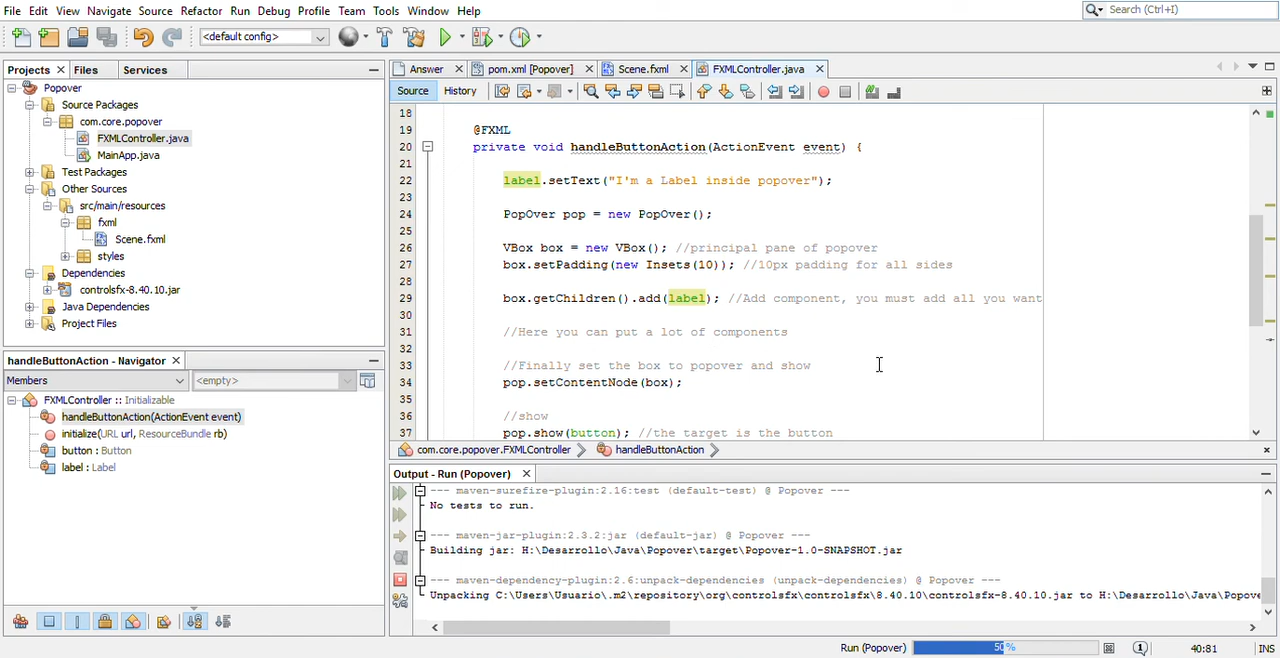 File Edit View Navigate Source Refactor Run Debug Profile Team Tools Window Help
Search (Ctrl+I)
<default config>
Projects Files Services
Popover
Source Packages
com.core.popover
FXMLController.java
MainApp.java
Test Packages
Other Sources
src/main/resources
fxml
Scene.fxml
styles
Dependencies
controlsfx-8.40.10.jar
Java Dependencies
Project Files
handleButtonAction - Navigator
Members <empty>
FXMLController :: Initializable
handleButtonAction(ActionEvent event)
initialize(URL url, ResourceBundle rb)
button : Button
label : Label
Answer pom.xml [Popover] Scene.fxml FXMLController.java
Source History
18
19 @FXML
20 private void handleButtonAction(ActionEvent event) {
21
22 label.setText("I'm a Label inside popover");
23
24 PopOver pop = new PopOver();
25
26 VBox box = new VBox(); //principal pane of popover
27 box.setPadding(new Insets(10)); //10px padding for all sides
28
29 box.getChildren().add(label); //Add component, you must add all you want
30
31 //Here you can put a lot of components
32
33 //Finally set the box to popover and show
34 pop.setContentNode(box);
35
36 //show
37 pop.show(button); //the target is the button
com.core.popover.FXMLController handleButtonAction
Output - Run (Popover)
--- maven-surefire-plugin:2.16:test (default-test) @ Popover ---
No tests to run.
--- maven-jar-plugin:2.3.2:jar (default-jar) @ Popover ---
Building jar: H:\Desarrollo\Java\Popover\target\Popover-1.0-SNAPSHOT.jar
--- maven-dependency-plugin:2.6:unpack-dependencies (unpack-dependencies) @ Popover ---
Unpacking C:\Users\Usuario\.m2\repository\org\controlsfx\controlsfx\8.40.10\controlsfx-8.40.10.jar to H:\Desarrollo\Java\Popove
Run (Popover) 50% 1 40:81 INS